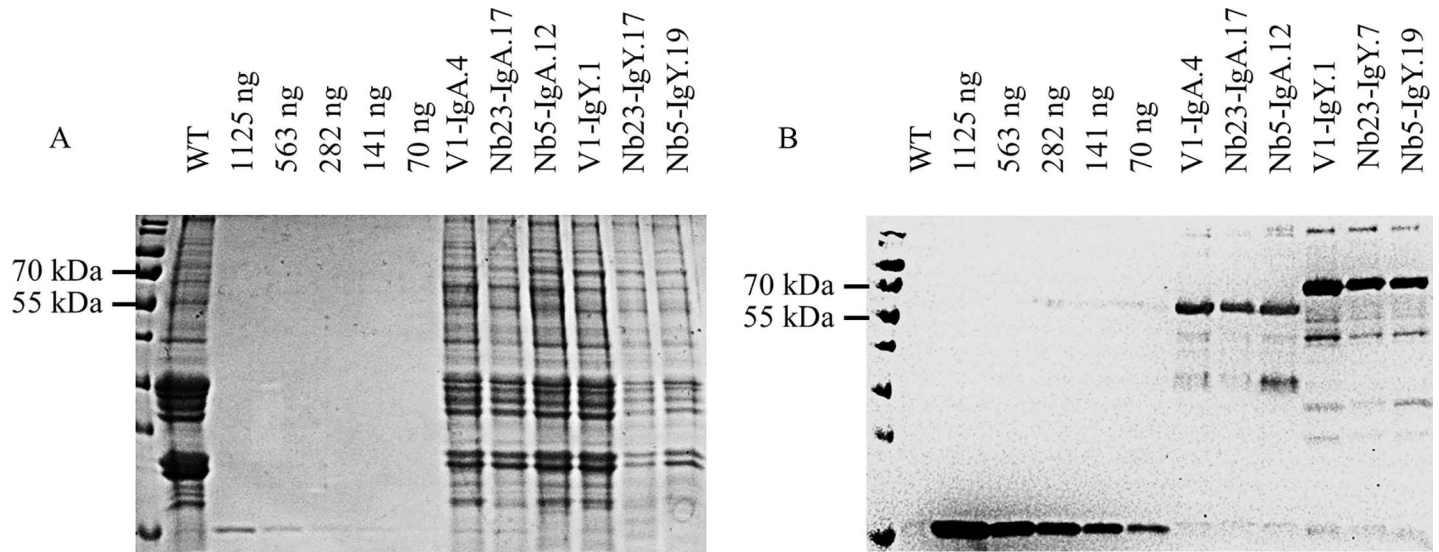 A
WT
1125 ng
563 ng
282 ng
141 ng
70 ng
V1-IgA.4
Nb23-IgA.17
Nb5-IgA.12
V1-IgY.1
Nb23-IgY.17
Nb5-IgY.19
70 kDa
55 kDa
B
WT
1125 ng
563 ng
282 ng
141 ng
70 ng
V1-IgA.4
Nb23-IgA.17
Nb5-IgA.12
V1-IgY.1
Nb23-IgY.7
Nb5-IgY.19
70 kDa
55 kDa